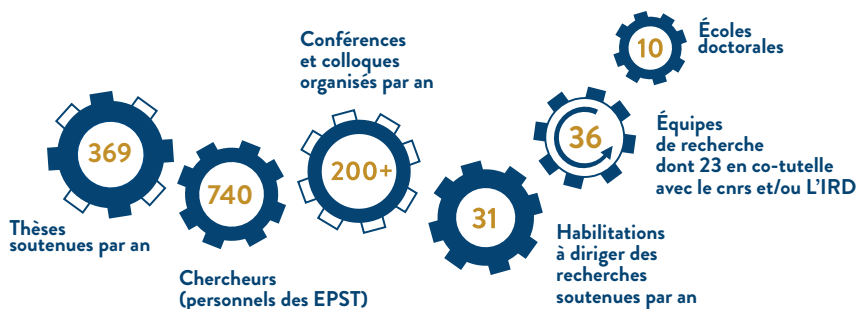 369
Thèses
soutenues par an
740
Chercheurs
(personnels des EPST)
Conférences
et colloques
organisés par an
200+
31
Habilitations
à diriger des
recherches
soutenues par an
36
Équipes
de recherche
dont 23 en co-tutelle
avec le cnrs et/ou L’IRD
10
Écoles
doctorales